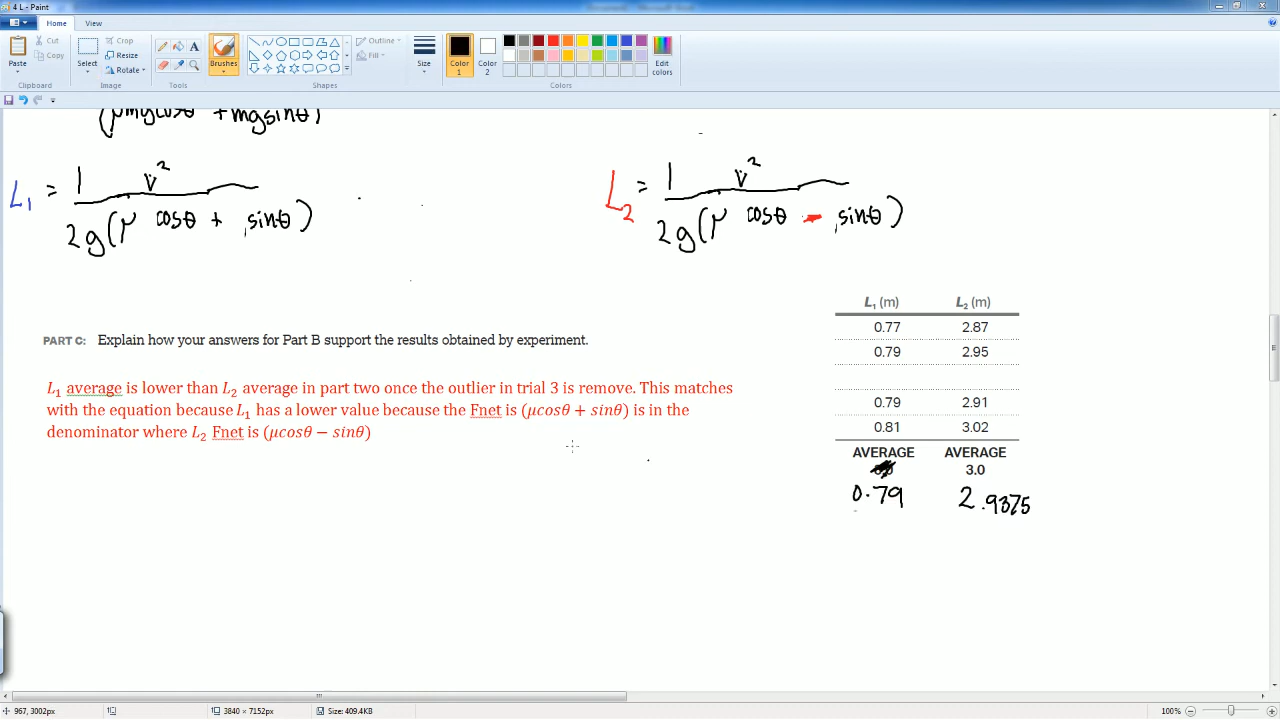 4 L - Paint
Document - Microsoft Word
Home View
Paste
Cut
Copy
Clipboard
Select
Crop
Resize
Rotate
Image
A
Tools
Brushes
Outline
Fill
Shapes
Size
Color 1
Color 2
Edit colors
Colors
(μmgcosθ + mgsinθ)
L₁ = 1 v²
2g(μ cosθ + sinθ)
L₂ = 1 v²
2g(μ cosθ - sinθ)
PART C: Explain how your answers for Part B support the results obtained by experiment.
L₁ average is lower than L₂ average in part two once the outlier in trial 3 is remove. This matches
with the equation because L₁ has a lower value because the Fnet is (μcosθ + sinθ) is in the
denominator where L₂ Fnet is (μcosθ − sinθ)
L₁ (m) L₂ (m)
0.77 2.87
0.79 2.95
0.79 2.91
0.81 3.02
AVERAGE AVERAGE
3.0
0.79 2.9375
967, 3002px
3840 × 7152px
Size: 409.4KB
100%